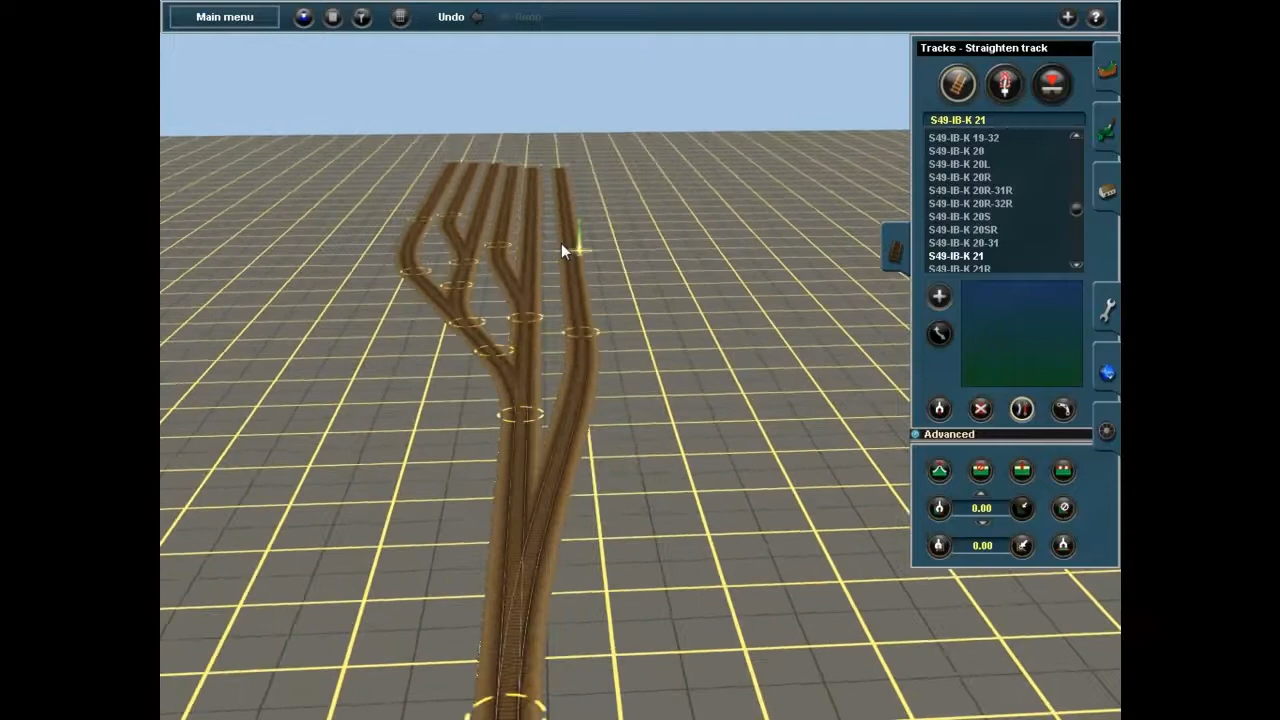 Main menu
Undo
Redo
Tracks - Straighten track
S49-IB-K 21
S49-IB-K 19-32
S49-IB-K 20
S49-IB-K 20L
S49-IB-K 20R
S49-IB-K 20R-31R
S49-IB-K 20R-32R
S49-IB-K 20S
S49-IB-K 20SR
S49-IB-K 20-31
S49-IB-K 21
S49-IB-K 21R
Advanced
0.00
0.00